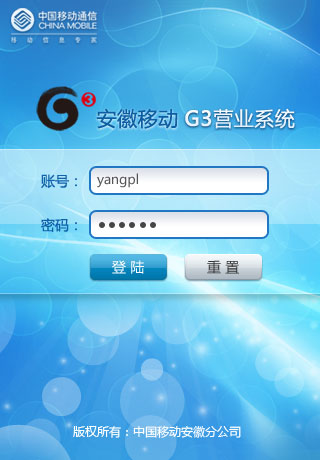 中国移动通信
CHINA MOBILE
移动信息专家
G3
安徽移动 G3营业系统
账号：
yangpl
密码：
●●●●●●
登陆
重置
版权所有：中国移动安徽分公司